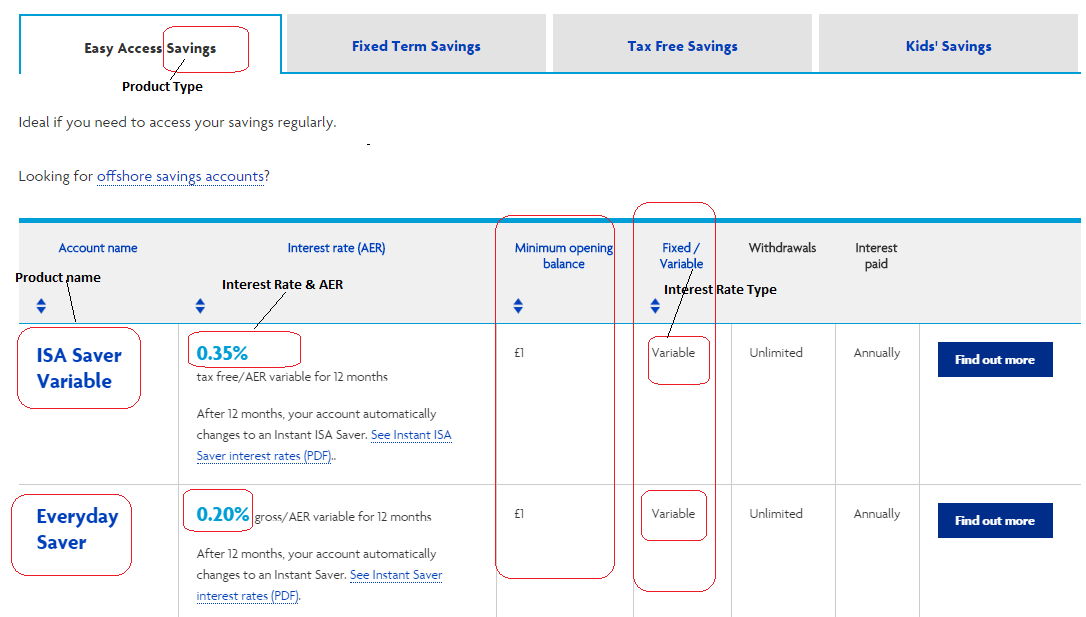 Easy Access Savings
Fixed Term Savings
Tax Free Savings
Kids' Savings
Product Type
Ideal if you need to access your savings regularly.
-
Looking for offshore savings accounts?
Account name
Interest rate (AER)
Minimum opening
balance
Fixed /
Variable
Withdrawals
Interest
paid
Product name
Interest Rate & AER
Interest Rate Type
ISA Saver
Variable
0.35%
tax free/AER variable for 12 months
After 12 months, your account automatically
changes to an Instant ISA Saver. See Instant ISA
Saver interest rates (PDF)..
£1
Variable
Unlimited
Annually
Find out more
Everyday
Saver
0.20% gross/AER variable for 12 months
After 12 months, your account automatically
changes to an Instant Saver. See Instant Saver
interest rates (PDF).
£1
Variable
Unlimited
Annually
Find out more